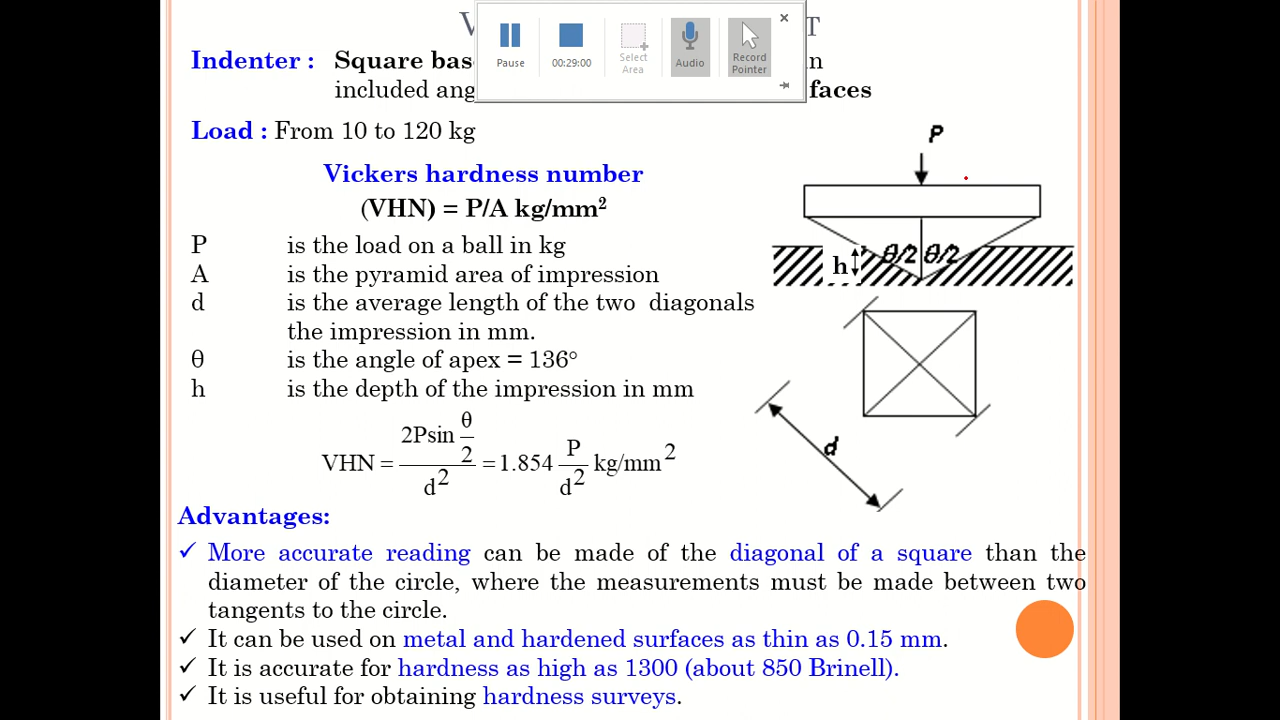 V T
Pause
00:29:00
Select Area
Audio
Record Pointer
Indenter : Square bas in
included ang faces
Load : From 10 to 120 kg
P
Vickers hardness number
(VHN) = P/A kg/mm²
P is the load on a ball in kg
θ/2 θ/2
h
A is the pyramid area of impression
d is the average length of the two diagonals
the impression in mm.
θ is the angle of apex = 136°
h is the depth of the impression in mm
d
VHN = 2Psin θ/2 / d² = 1.854 P/d² kg/mm²
Advantages:
✓ More accurate reading can be made of the diagonal of a square than the
diameter of the circle, where the measurements must be made between two
tangents to the circle.
✓ It can be used on metal and hardened surfaces as thin as 0.15 mm.
✓ It is accurate for hardness as high as 1300 (about 850 Brinell).
✓ It is useful for obtaining hardness surveys.